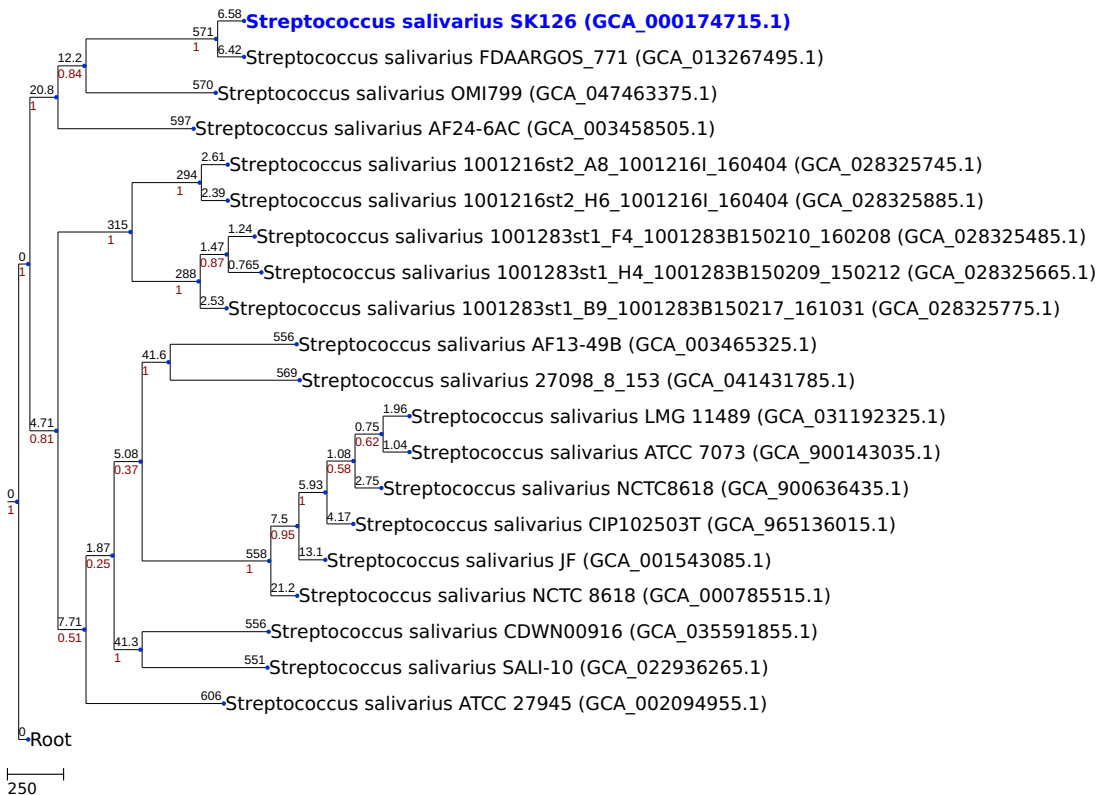 6.58
Streptococcus salivarius SK126 (GCA_000174715.1)
571
1
6.42
Streptococcus salivarius FDAARGOS_771 (GCA_013267495.1)
12.2
0.84
570
Streptococcus salivarius OMI799 (GCA_047463375.1)
20.8
1
597
Streptococcus salivarius AF24-6AC (GCA_003458505.1)
2.61
Streptococcus salivarius 1001216st2_A8_1001216I_160404 (GCA_028325745.1)
294
1
2.39
Streptococcus salivarius 1001216st2_H6_1001216I_160404 (GCA_028325885.1)
315
1
1.24
Streptococcus salivarius 1001283st1_F4_1001283B150210_160208 (GCA_028325485.1)
1.47
0.87
0
1
0.765
Streptococcus salivarius 1001283st1_H4_1001283B150209_150212 (GCA_028325665.1)
288
1
2.53
Streptococcus salivarius 1001283st1_B9_1001283B150217_161031 (GCA_028325775.1)
556
Streptococcus salivarius AF13-49B (GCA_003465325.1)
41.6
1
569
Streptococcus salivarius 27098_8_153 (GCA_041431785.1)
1.96
Streptococcus salivarius LMG 11489 (GCA_031192325.1)
4.71
0.81
0.75
0.62
1.04
Streptococcus salivarius ATCC 7073 (GCA_900143035.1)
5.08
0.37
1.08
0.58
2.75
Streptococcus salivarius NCTC8618 (GCA_900636435.1)
0
1
5.93
1
4.17
Streptococcus salivarius CIP102503T (GCA_965136015.1)
7.5
0.95
1.87
0.25
558
1
13.1
Streptococcus salivarius JF (GCA_001543085.1)
21.2
Streptococcus salivarius NCTC 8618 (GCA_000785515.1)
7.71
0.51
556
Streptococcus salivarius CDWN00916 (GCA_035591855.1)
41.3
1
551
Streptococcus salivarius SALI-10 (GCA_022936265.1)
606
Streptococcus salivarius ATCC 27945 (GCA_002094955.1)
0
Root
250